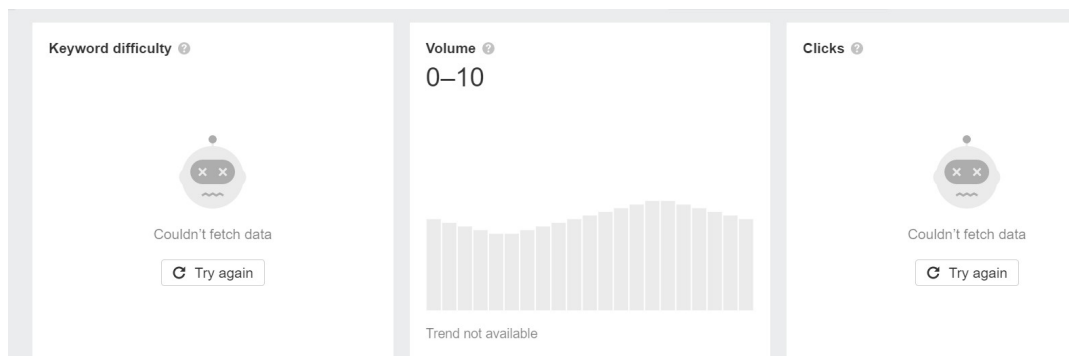 Keyword difficulty ?
Couldn't fetch data
Try again
Volume ?
0–10
Trend not available
Clicks ?
Couldn't fetch data
Try again